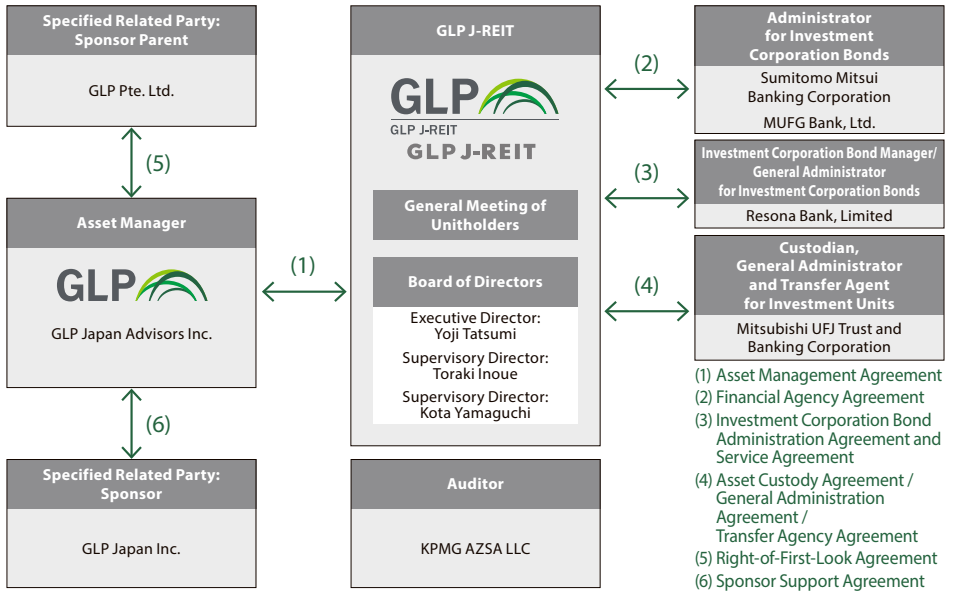 Specified Related Party:
Sponsor Parent
GLP Pte. Ltd.
(5)
Asset Manager
GLP
GLP Japan Advisors Inc.
(6)
Specified Related Party:
Sponsor
GLP Japan Inc.
(1)
GLP J-REIT
GLP
GLP J-REIT
GLP J-REIT
General Meeting of
Unitholders
Board of Directors
Executive Director:
Yoji Tatsumi
Supervisory Director:
Toraki Inoue
Supervisory Director:
Kota Yamaguchi
Auditor
KPMG AZSA LLC
(2)
Administrator
for Investment
Corporation Bonds
Sumitomo Mitsui
Banking Corporation
MUFG Bank, Ltd.
(3)
Investment Corporation Bond Manager/
General Administrator
for Investment Corporation Bonds
Resona Bank, Limited
(4)
Custodian,
General Administrator
and Transfer Agent
for Investment Units
Mitsubishi UFJ Trust and
Banking Corporation
(1) Asset Management Agreement
(2) Financial Agency Agreement
(3) Investment Corporation Bond
Administration Agreement and
Service Agreement
(4) Asset Custody Agreement /
General Administration
Agreement /
Transfer Agency Agreement
(5) Right-of-First-Look Agreement
(6) Sponsor Support Agreement